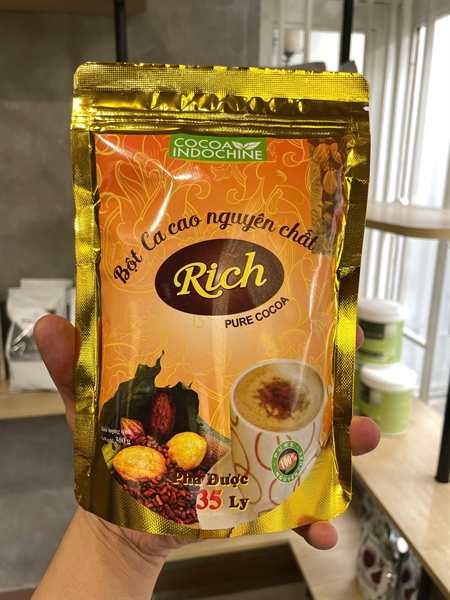 COCOA
INDOCHINE
Bột Ca cao nguyên chất
Rich
PURE COCOA
300g
100%
Pha Được
35 Ly